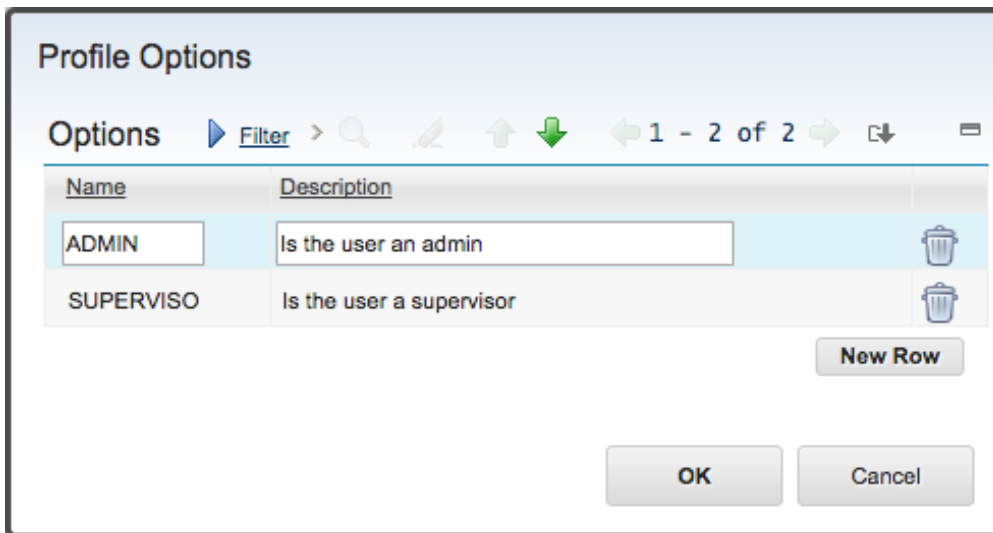 Profile Options
Options Filter > 1 - 2 of 2
Name Description
ADMIN Is the user an admin
SUPERVISO Is the user a supervisor
New Row
OK Cancel